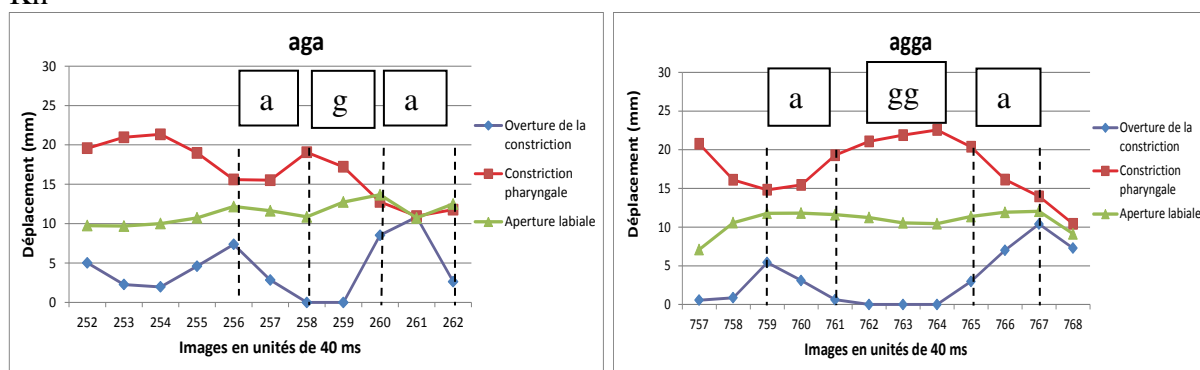 aga
30
25
20
15
10
5
0
Déplacement (mm)
a
g
a
Overture de la constriction
Constriction pharyngale
Aperture labiale
252 253 254 255 256 257 258 259 260 261 262
Images en unités de 40 ms
agga
30
25
20
15
10
5
0
Déplacement (mm)
a
gg
a
Overture de la constriction
Constriction pharyngale
Aperture labiale
757 758 759 760 761 762 763 764 765 766 767 768
Images en unités de 40 ms